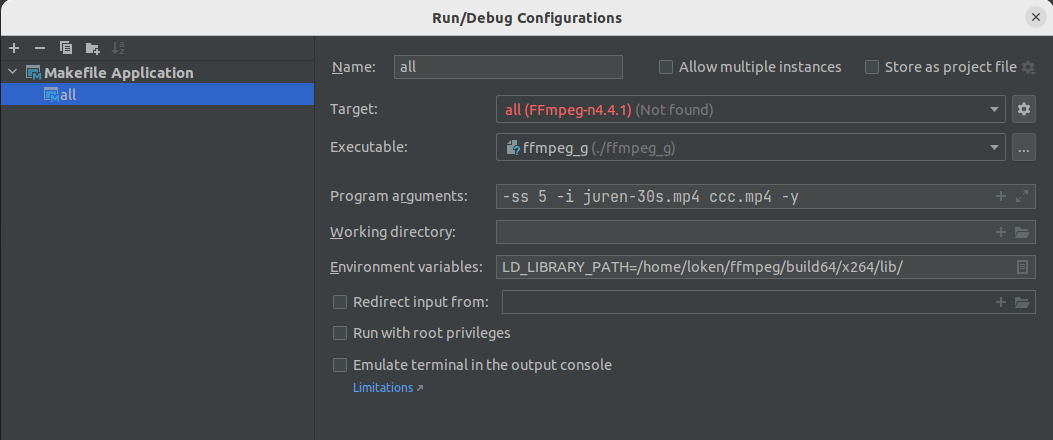 Run/Debug Configurations
Makefile Application
all
Name: all Allow multiple instances Store as project file
Target: all (FFmpeg-n4.4.1) (Not found)
Executable: ffmpeg_g (./ffmpeg_g) ...
Program arguments: -ss 5 -i juren-30s.mp4 ccc.mp4 -y
Working directory:
Environment variables: LD_LIBRARY_PATH=/home/loken/ffmpeg/build64/x264/lib/
Redirect input from:
Run with root privileges
Emulate terminal in the output console
Limitations ↗